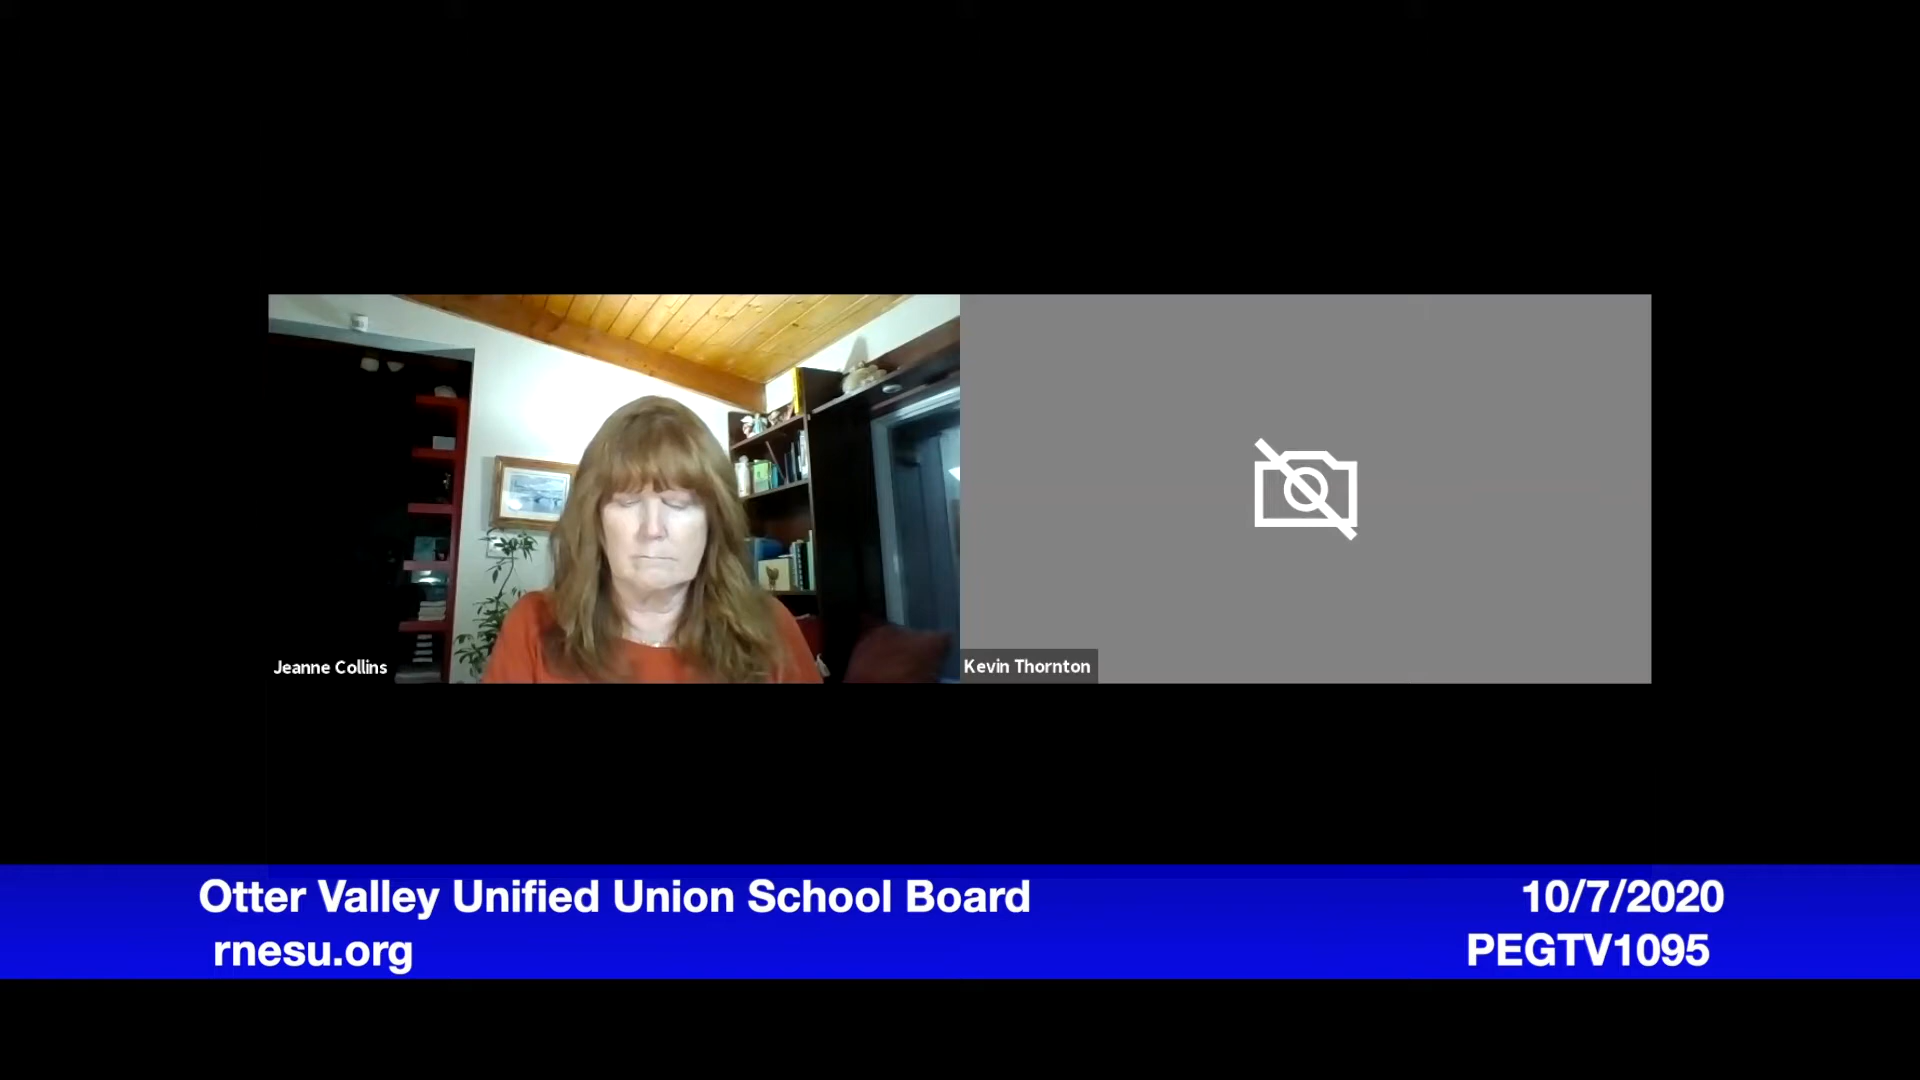 Jeanne Collins
Kevin Thornton
Otter Valley Unified Union School Board
10/7/2020
rnesu.org
PEGTV1095